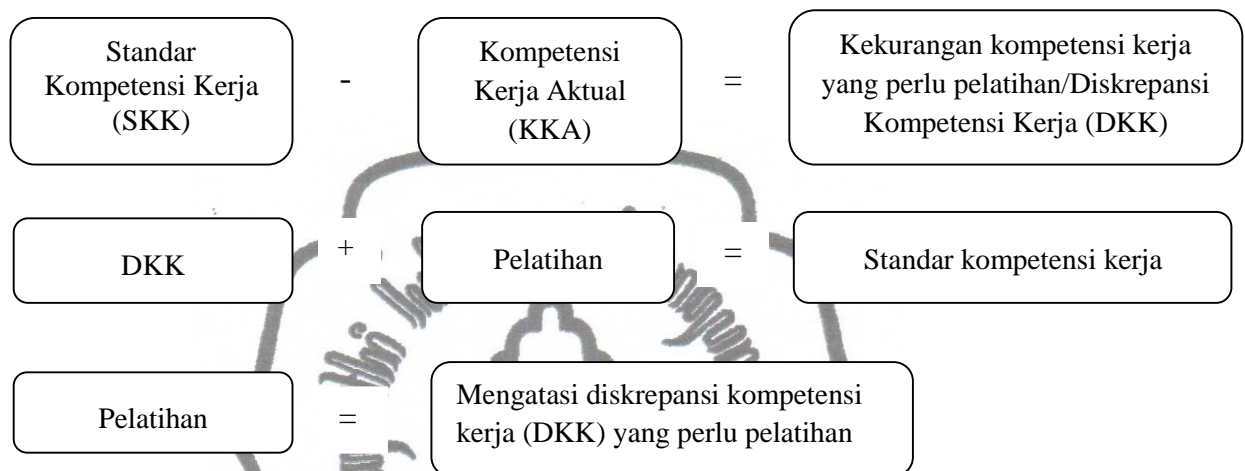 Standar
Kompetensi Kerja
(SKK)
-
Kompetensi
Kerja Aktual
(KKA)
=
Kekurangan kompetensi kerja
yang perlu pelatihan/Diskrepansi
Kompetensi Kerja (DKK)
DKK
+
Pelatihan
=
Standar kompetensi kerja
Pelatihan
=
Mengatasi diskrepansi kompetensi
kerja (DKK) yang perlu pelatihan